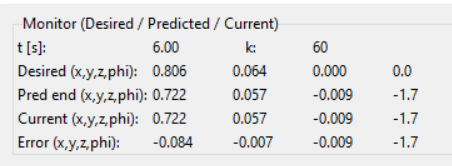 Monitor (Desired / Predicted / Current)
t [s]: 6.00 k: 60
Desired (x,y,z,phi): 0.806 0.064 0.000 0.0
Pred end (x,y,z,phi): 0.722 0.057 -0.009 -1.7
Current (x,y,z,phi): 0.722 0.057 -0.009 -1.7
Error (x,y,z,phi): -0.084 -0.007 -0.009 -1.7